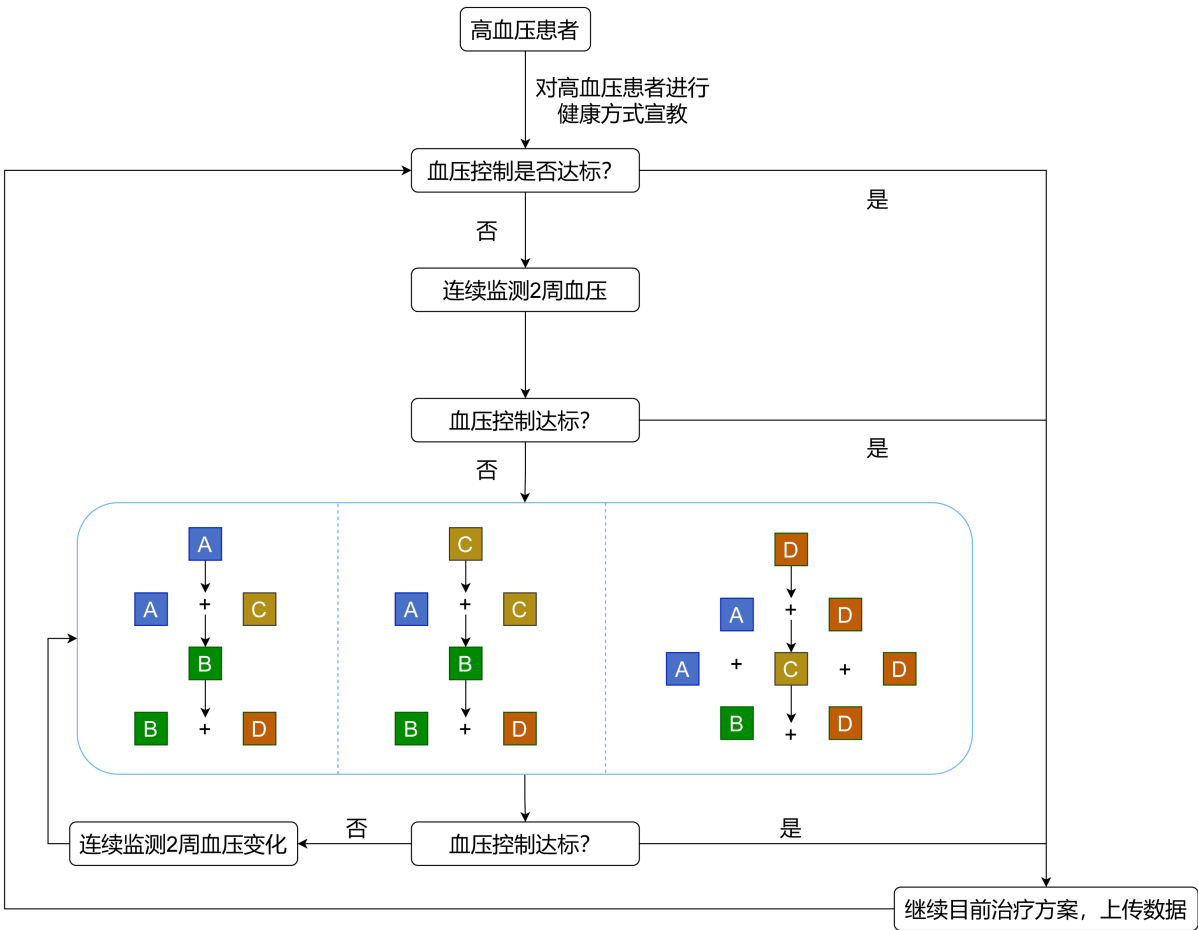 高血压患者
对高血压患者进行
健康方式宣教
血压控制是否达标？
是
否
连续监测2周血压
血压控制达标？
是
否
A
A + C
B
B + D
C
A + C
B
B + D
D
A + D
A + C + D
B + D
连续监测2周血压变化
否
血压控制达标？
是
继续目前治疗方案，上传数据